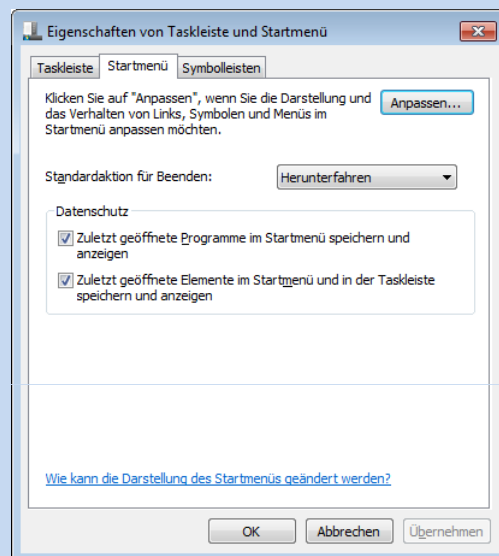 Eigenschaften von Taskleiste und Startmenü
Taskleiste Startmenü Symbolleisten
Klicken Sie auf "Anpassen", wenn Sie die Darstellung und
das Verhalten von Links, Symbolen und Menüs im
Startmenü anpassen möchten.
Anpassen...
Standardaktion für Beenden: Herunterfahren
Datenschutz
Zuletzt geöffnete Programme im Startmenü speichern und
anzeigen
Zuletzt geöffnete Elemente im Startmenü und in der Taskleiste
speichern und anzeigen
Wie kann die Darstellung des Startmenüs geändert werden?
OK Abbrechen Übernehmen